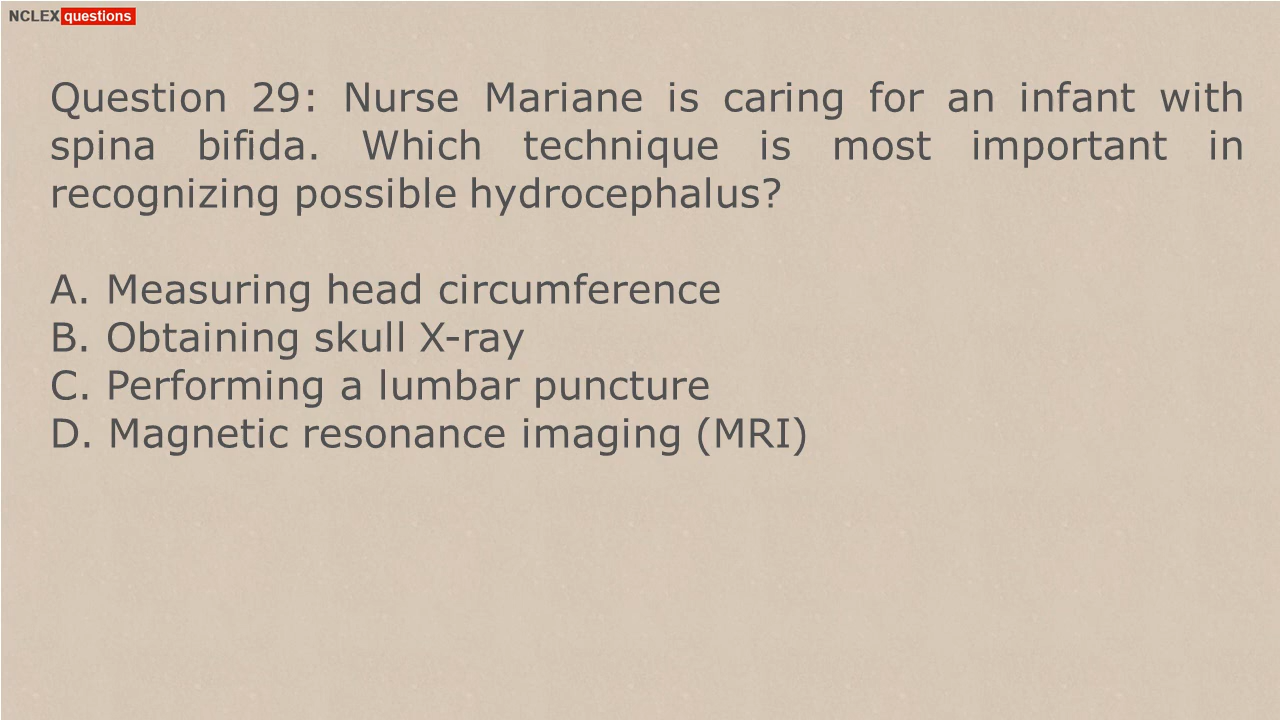 NCLEX questions
Question 29: Nurse Mariane is caring for an infant with
spina bifida. Which technique is most important in
recognizing possible hydrocephalus?
A. Measuring head circumference
B. Obtaining skull X-ray
C. Performing a lumbar puncture
D. Magnetic resonance imaging (MRI)